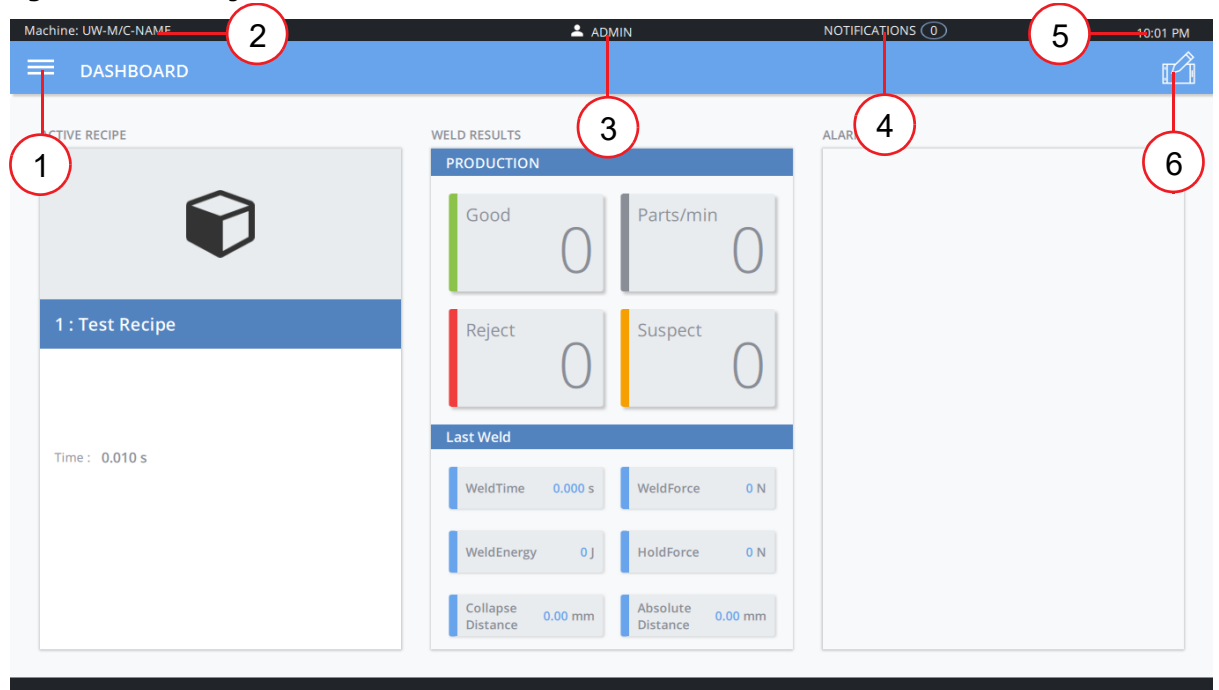 Machine: UW-M/C-NAME
2
ADMIN
NOTIFICATIONS 0
5
10:01 PM
DASHBOARD
1
3
4
6
ACTIVE RECIPE
1 : Test Recipe
Time : 0.010 s
WELD RESULTS
PRODUCTION
Good
0
Parts/min
0
Reject
0
Suspect
0
Last Weld
WeldTime 0.000 s
WeldForce 0 N
WeldEnergy 0 J
HoldForce 0 N
Collapse
Distance 0.00 mm
Absolute
Distance 0.00 mm